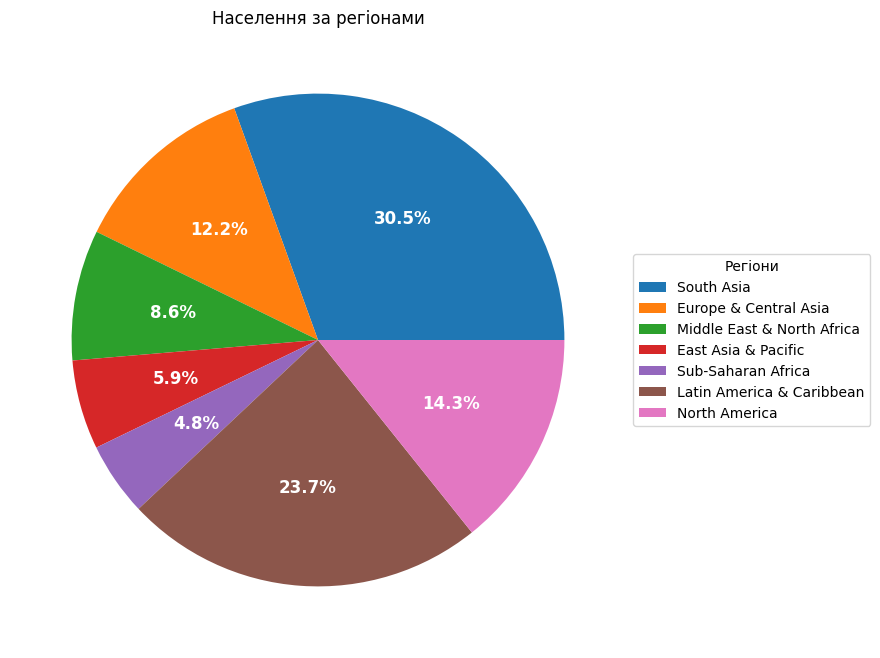 Населення за регіонами
30.5%
12.2%
8.6%
5.9%
4.8%
23.7%
14.3%
Регіони
South Asia
Europe & Central Asia
Middle East & North Africa
East Asia & Pacific
Sub-Saharan Africa
Latin America & Caribbean
North America